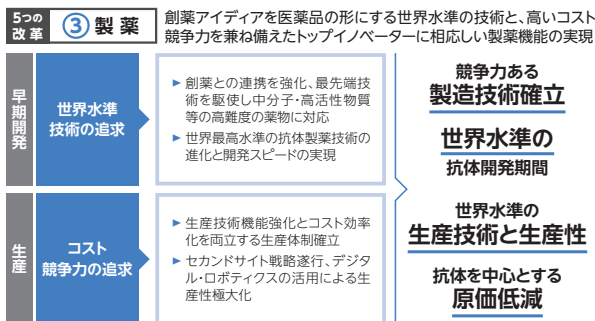 5つの
改革
③ 製薬
創薬アイディアを医薬品の形にする世界水準の技術と、高いコスト
競争力を兼ね備えたトップイノベーターに相応しい製薬機能の実現
早期開発
世界水準
技術の追求
► 創薬との連携を強化、最先端技
術を駆使し中分子・高活性物質
等の高難度の薬物に対応
► 世界最高水準の抗体製薬技術の
進化と開発スピードの実現
生産
コスト
競争力の追求
► 生産技術機能強化とコスト効率
化を両立する生産体制確立
► セカンドサイト戦略遂行、デジタ
ル・ロボティクスの活用による生
産性極大化
競争力ある
製造技術確立
世界水準の
抗体開発期間
世界水準の
生産技術と生産性
抗体を中心とする
原価低減